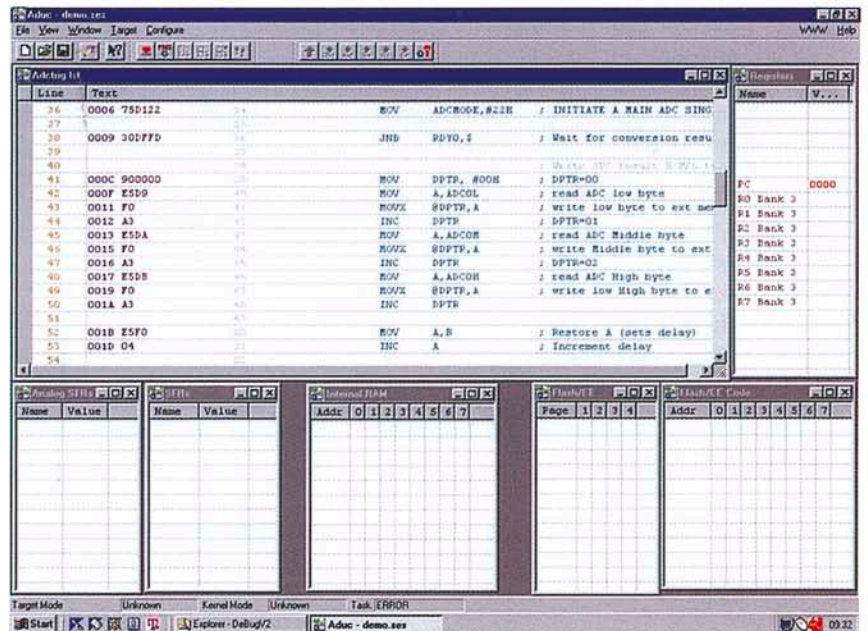 Aduc - demo.ses
File View Window Target Configure WWW Help
Adcbug lst
Line Text
36 0006 75D122 MOV ADCMODE,#22H ; INITIATE A MAIN ADC SING
37
38 0009 30DFFD JNB RDY0,$ ; Wait for conversion resu
39
40
41 000C 900000 MOV DPTR, #00H ; DPTR=00
42 000F E5D9 MOV A,ADCOL ; read ADC low byte
43 0011 F0 MOVX @DPTR,A ; write low byte to ext mem
44 0012 A3 INC DPTR ; DPTR=01
45 0013 E5DA MOV A,ADCOM ; read ADC Middle byte
46 0015 F0 MOVX @DPTR,A ; write Middle byte to ext
47 0016 A3 INC DPTR ; DPTR=02
48 0017 E5DB MOV A,ADCOH ; read ADC High byte
49 0019 F0 MOVX @DPTR,A ; write low High byte to e
50 001A A3 INC DPTR
51
52 001B E5F0 MOV A,B ; Restore A (sets delay)
53 001D 04 INC A ; Increment delay
54
Registers
Name V...
PC 0000
R0 Bank 3
R1 Bank 3
R2 Bank 3
R3 Bank 3
R4 Bank 3
R5 Bank 3
R6 Bank 3
R7 Bank 3
Analog SFRs
Name Value
SFRs
Name Value
Internal RAM
Addr 0 1 2 3 4 5 6 7
Flash/EE
Page 1 2 3 4
Flash/EE Code
Addr 0 1 2 3 4 5 6 7
Target Mode Unknown Kernel Mode Unknown Task ERROR
Start Explorer - DeBugV2 Aduc - demo.ses 09:32